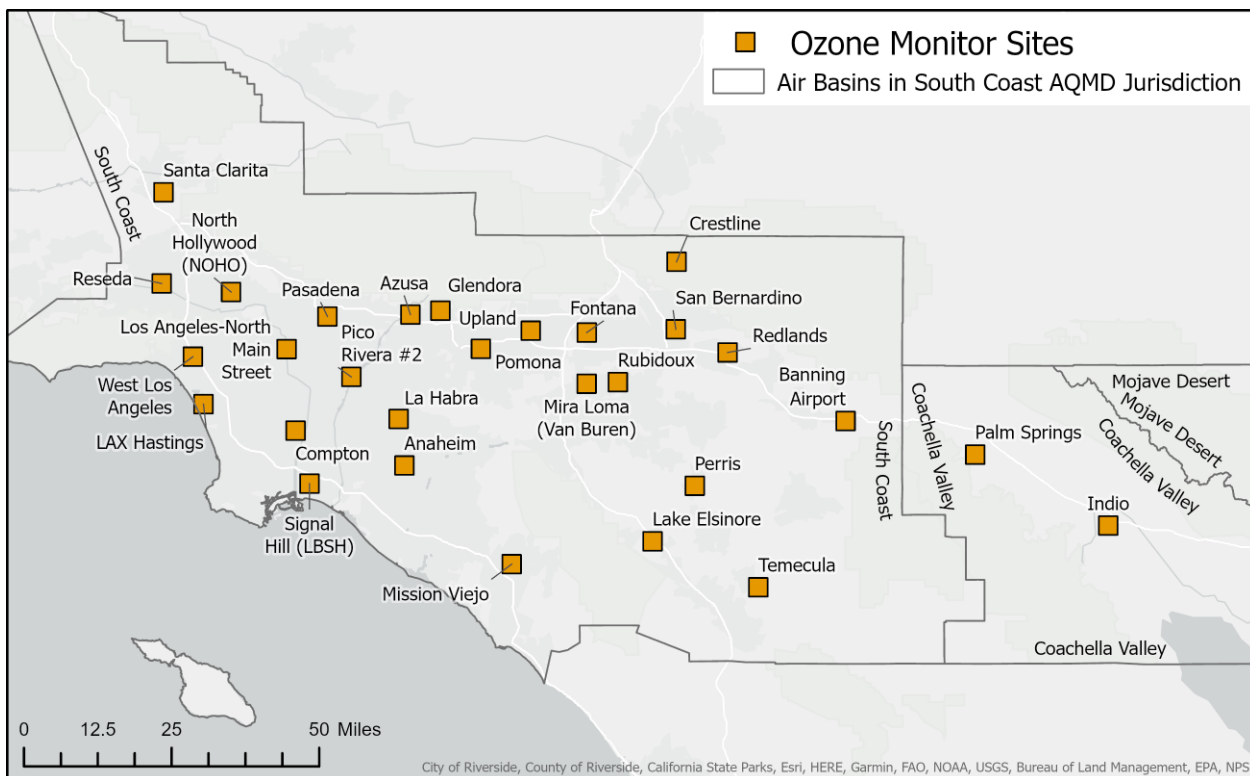 Ozone Monitor Sites
Air Basins in South Coast AQMD Jurisdiction
South Coast
Santa Clarita
North
Hollywood
(NOHO)
Reseda
Crestline
Pasadena
Azusa
Glendora
Fontana
San Bernardino
Los Angeles-North
Main
Street
Pico
Rivera #2
Upland
Pomona
Redlands
Rubidoux
West Los
Angeles
LAX Hastings
La Habra
Mira Loma
(Van Buren)
Banning
Airport
Mojave Desert
Mojave Desert
Coachella Valley
Coachella Valley
South Coast
Palm Springs
Compton
Anaheim
Perris
Indio
Signal
Hill (LBSH)
Lake Elsinore
Temecula
Mission Viejo
Coachella Valley
0 12.5 25 50 Miles
City of Riverside, County of Riverside, California State Parks, Esri, HERE, Garmin, FAO, NOAA, USGS, Bureau of Land Management, EPA, NPS